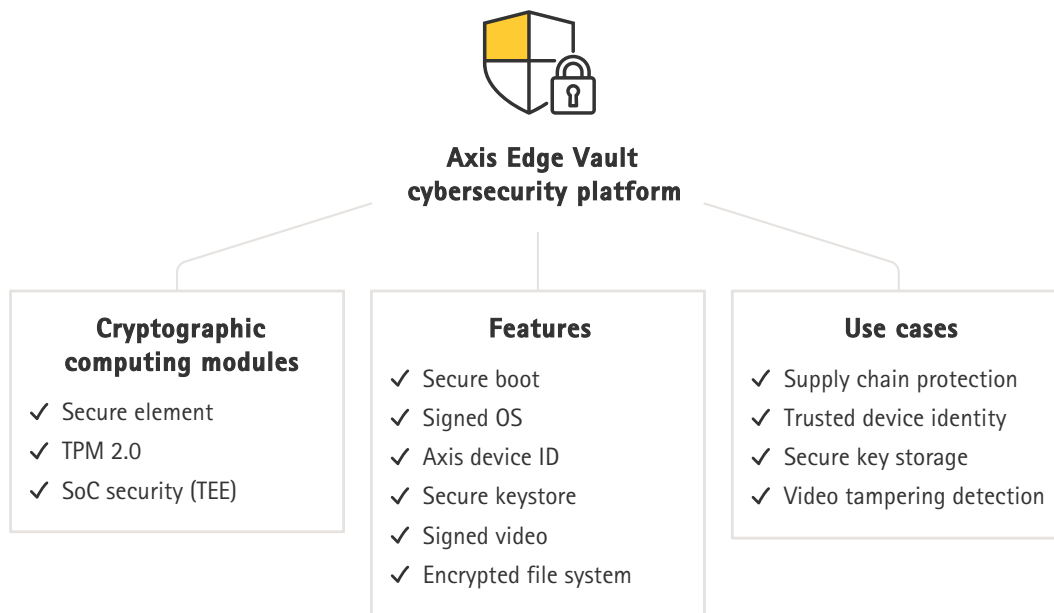 Axis Edge Vault
cybersecurity platform
Cryptographic
computing modules
Secure element
TPM 2.0
SoC security (TEE)
Features
Secure boot
Signed OS
Axis device ID
Secure keystore
Signed video
Encrypted file system
Use cases
Supply chain protection
Trusted device identity
Secure key storage
Video tampering detection